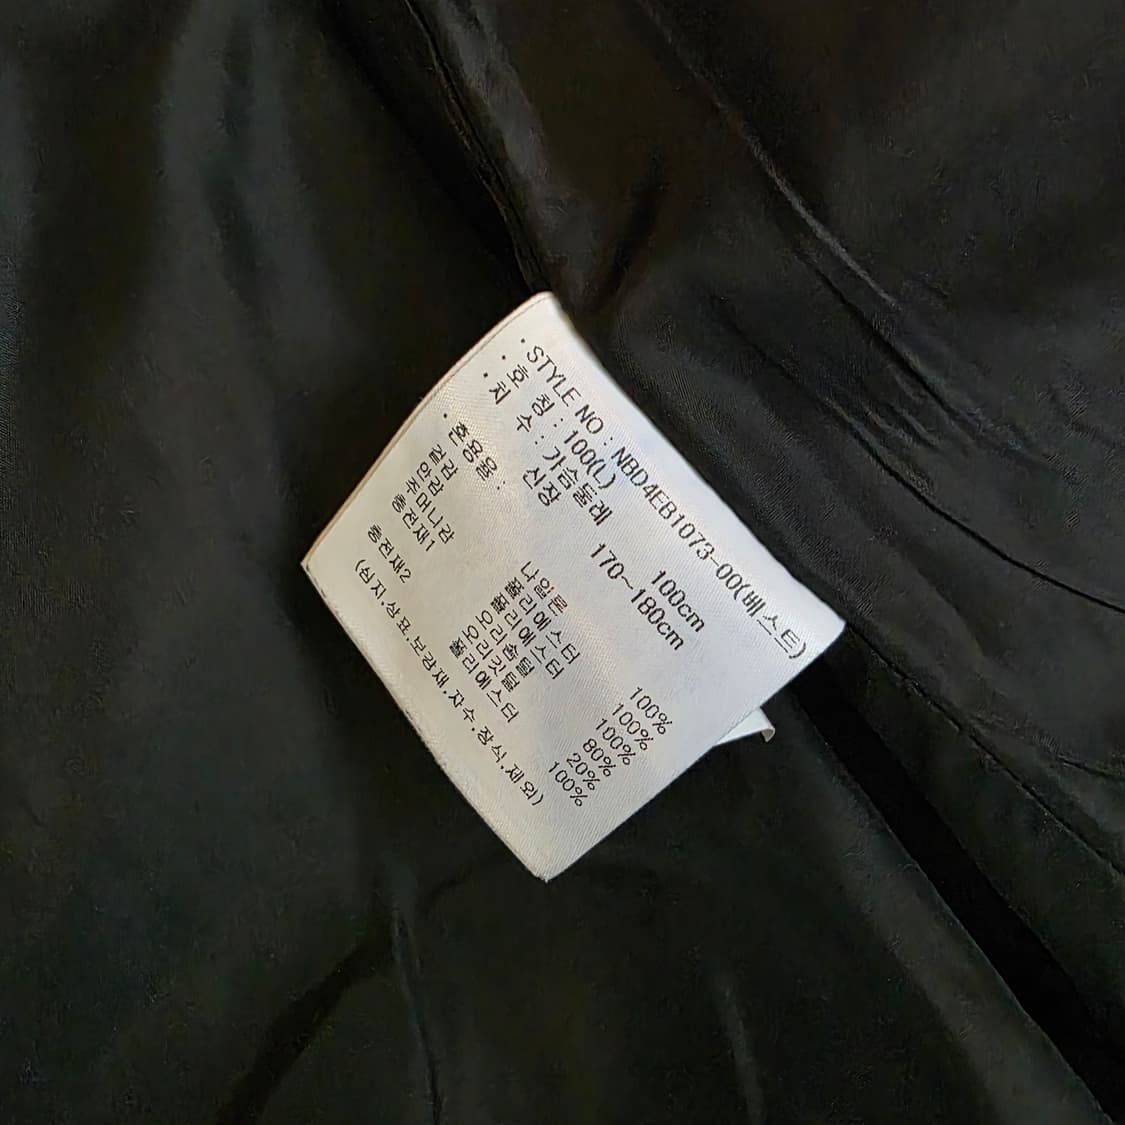 · STYLE NO : NBD4EB1073-00(베스트)
· 호 칭 : 100(L)
· 치 수 : 가슴둘레 100cm
신장 170~180cm
· 혼용율 :
겉감 나일론 100%
안감 폴리에스터 100%
주머니감 폴리에스터 100%
충전재1 오리솜털 80%
오리깃털 20%
충전재2 폴리에스터 100%
(심지,상표,보강재,자수,장식,제외)